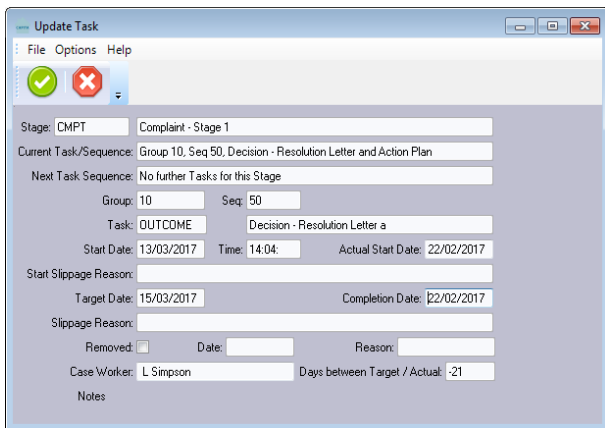 Update Task
File Options Help
Stage: CMPT Complaint - Stage 1
Current Task/Sequence: Group 10, Seq 50, Decision - Resolution Letter and Action Plan
Next Task Sequence: No further Tasks for this Stage
Group: 10 Seq: 50
Task: OUTCOME Decision - Resolution Letter a
Start Date: 13/03/2017 Time: 14:04: Actual Start Date: 22/02/2017
Start Slippage Reason:
Target Date: 15/03/2017 Completion Date: 22/02/2017
Slippage Reason:
Removed: Date: Reason:
Case Worker: L Simpson Days between Target / Actual: -21
Notes